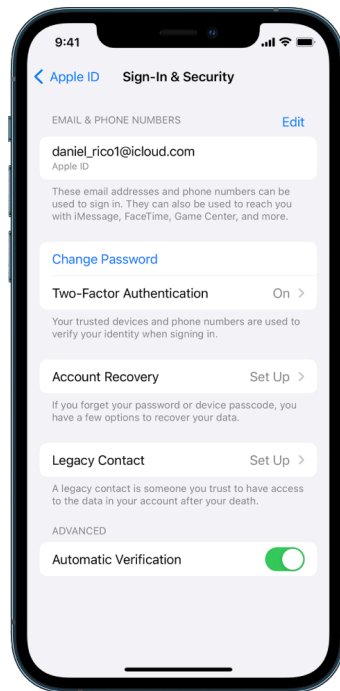 9:41
Apple ID
Sign-In & Security
EMAIL & PHONE NUMBERS
Edit
daniel_rico1@icloud.com
Apple ID
These email addresses and phone numbers can be
used to sign in. They can also be used to reach you
with iMessage, FaceTime, Game Center, and more.
Change Password
Two-Factor Authentication On
Your trusted devices and phone numbers are used to
verify your identity when signing in.
Account Recovery Set Up
If you forget your password or device passcode, you
have a few options to recover your data.
Legacy Contact Set Up
A legacy contact is someone you trust to have access
to the data in your account after your death.
ADVANCED
Automatic Verification